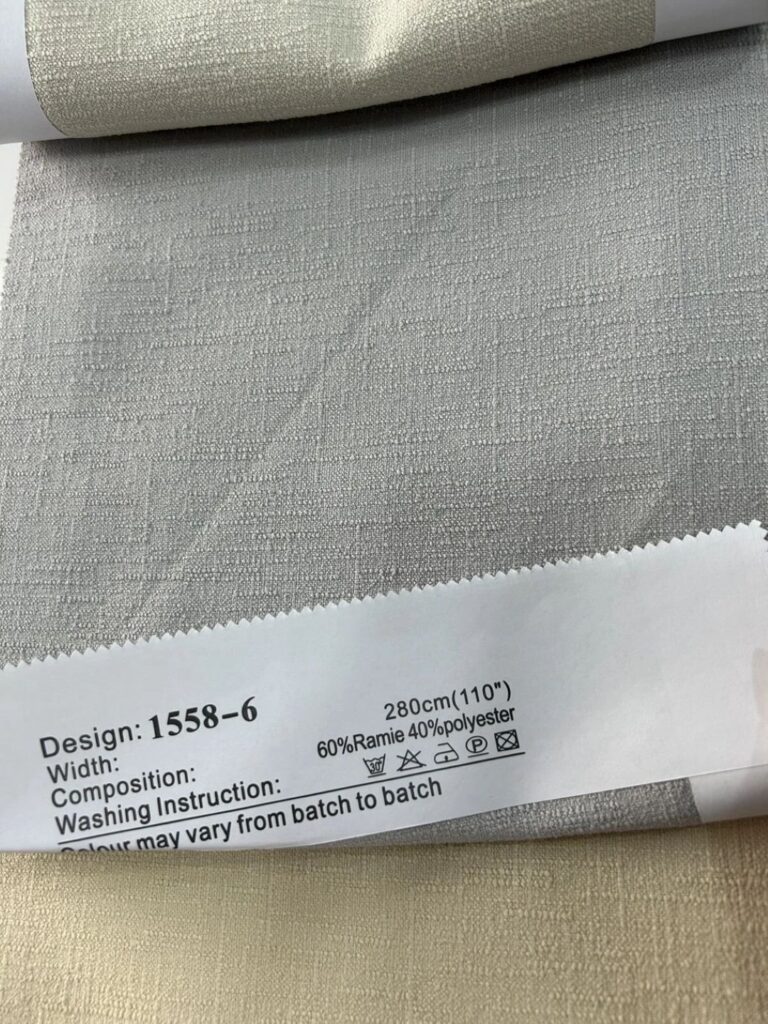 Design: 1558-6
Width: 280cm(110")
Composition: 60%Ramie 40%polyester
Washing Instruction: 30 P
Colour may vary from batch to batch